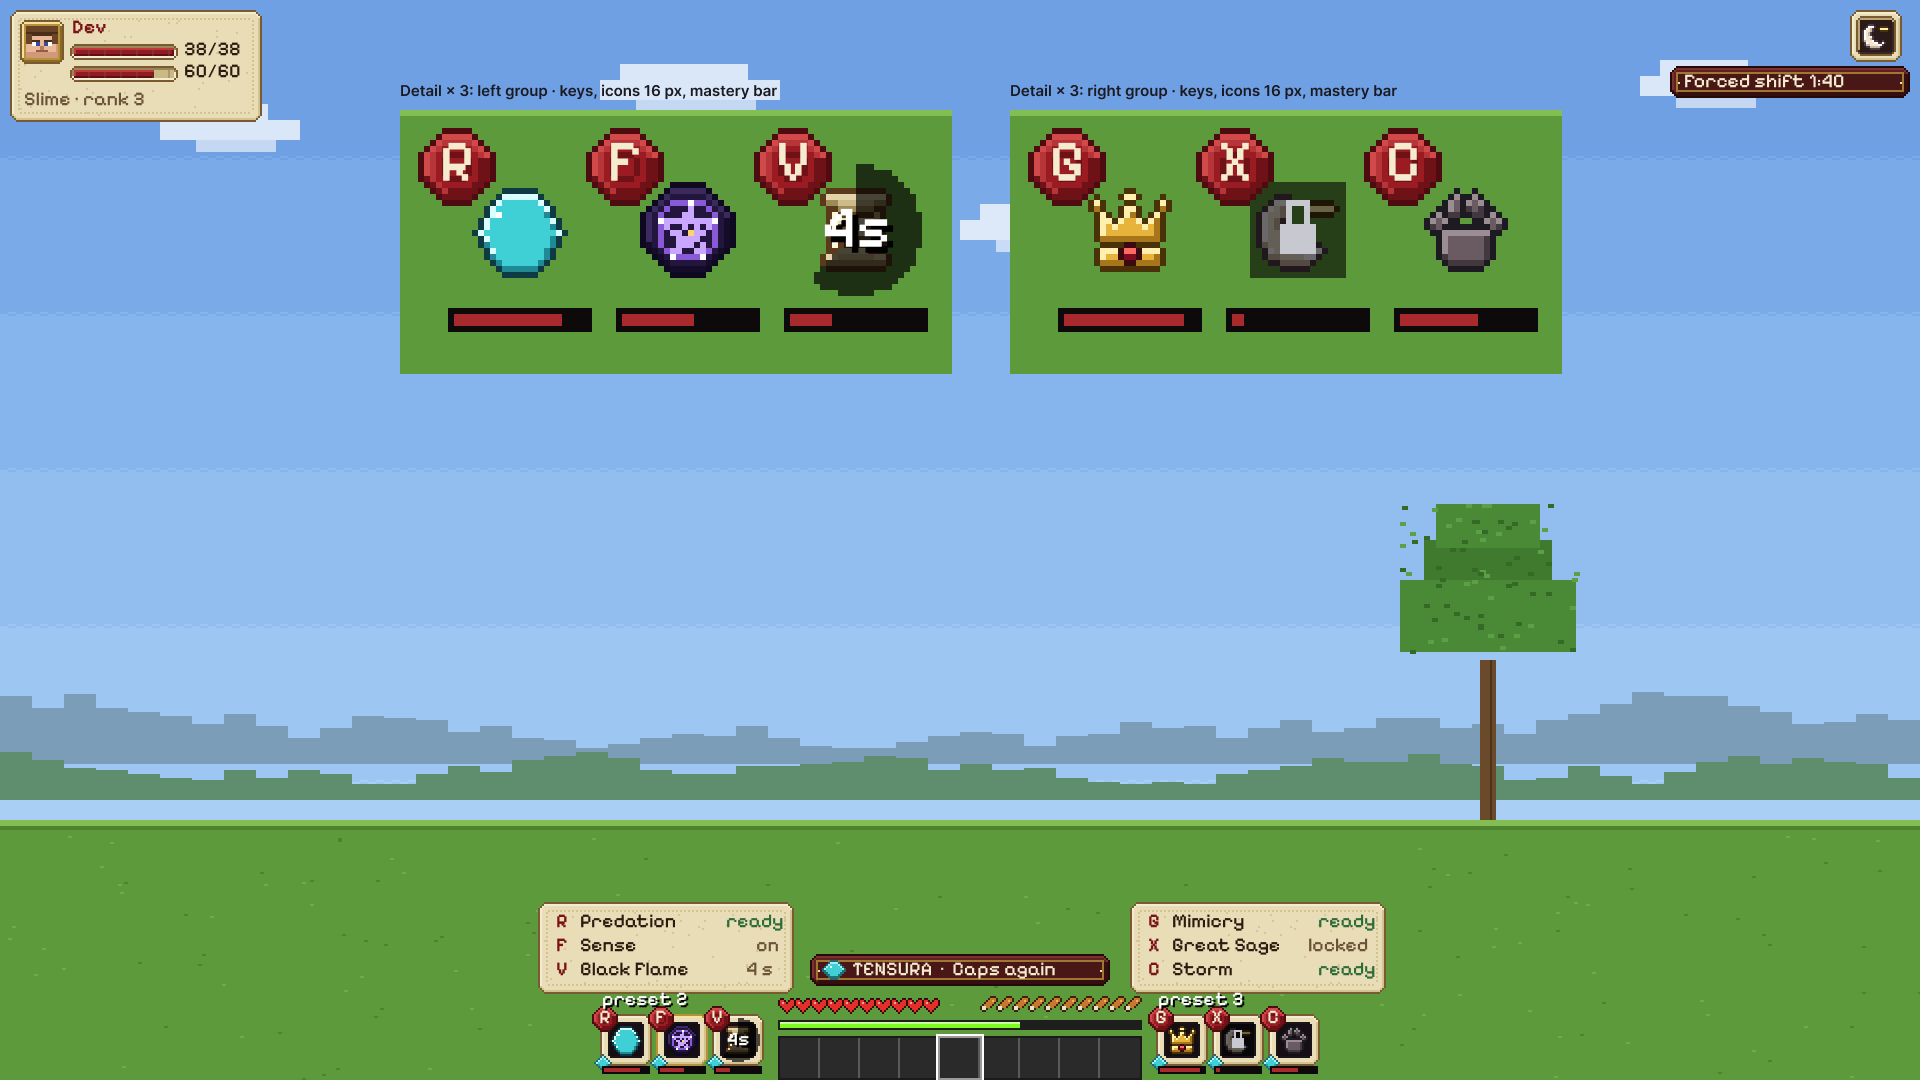 Dev
38/38
60/60
Slime · rank 3
Forced shift 1:40
Detail × 3: left group · keys, icons 16 px, mastery bar
Detail × 3: right group · keys, icons 16 px, mastery bar
R F V
4s
G X C
R Predation ready
F Sense on
V Black Flame 4 s
TENSURA · Caps again
G Mimicry ready
X Great Sage locked
C Storm ready
preset 2
preset 3
R F V
4s
G X C